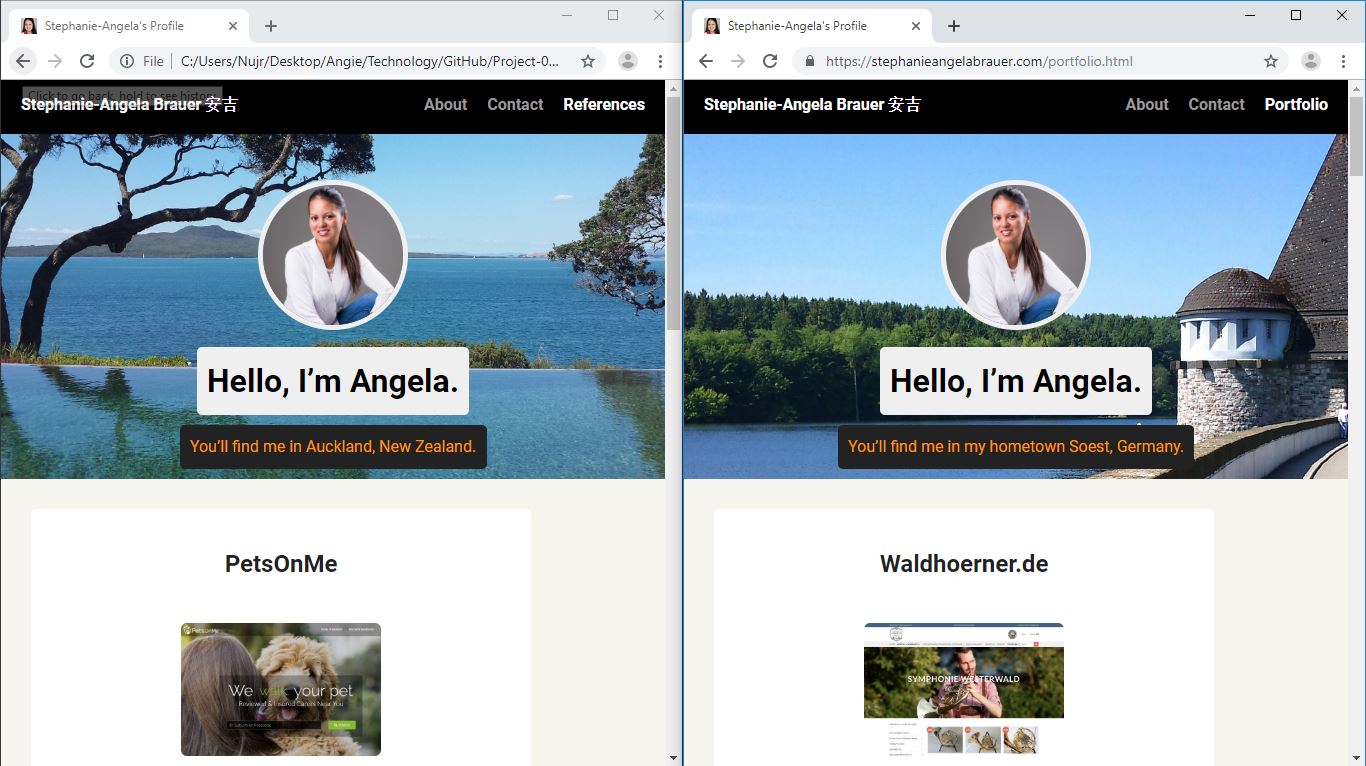 Stephanie-Angela's Profile
File
C:/Users/Nujr/Desktop/Angie/Technology/GitHub/Project-0...
Click to go back, hold to see history
Stephanie-Angela Brauer 安吉
About
Contact
References
Hello, I’m Angela.
You’ll find me in Auckland, New Zealand.
PetsOnMe
PetsOnMe
We walk your pet
Reviewed & Insured Carers Near You
Stephanie-Angela's Profile
https://stephanieangelabrauer.com/portfolio.html
Stephanie-Angela Brauer 安吉
About
Contact
Portfolio
Hello, I’m Angela.
You’ll find me in my hometown Soest, Germany.
Waldhoerner.de
SYMPHONIE WESTERWALD